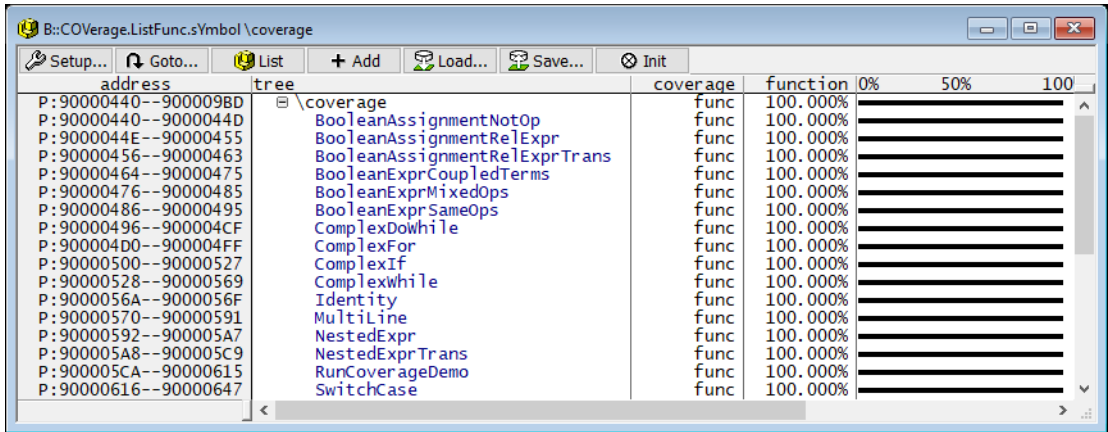 B::COVerage.ListFunc.sYmbol \coverage
Setup... Goto... List + Add Load... Save... Init
address tree coverage function 0% 50% 100
P:90000440--900009BD \coverage func 100.000%
P:90000440--9000044D BooleanAssignmentNotOp func 100.000%
P:9000044E--90000455 BooleanAssignmentRelExpr func 100.000%
P:90000456--90000463 BooleanAssignmentRelExprTrans func 100.000%
P:90000464--90000475 BooleanExprCoupledTerms func 100.000%
P:90000476--90000485 BooleanExprMixedOps func 100.000%
P:90000486--90000495 BooleanExprSameOps func 100.000%
P:90000496--900004CF ComplexDoWhile func 100.000%
P:900004D0--900004FF ComplexFor func 100.000%
P:90000500--90000527 ComplexIf func 100.000%
P:90000528--90000569 ComplexWhile func 100.000%
P:9000056A--9000056F Identity func 100.000%
P:90000570--90000591 MultiLine func 100.000%
P:90000592--900005A7 NestedExpr func 100.000%
P:900005A8--900005C9 NestedExprTrans func 100.000%
P:900005CA--90000615 RunCoverageDemo func 100.000%
P:90000616--90000647 SwitchCase func 100.000%